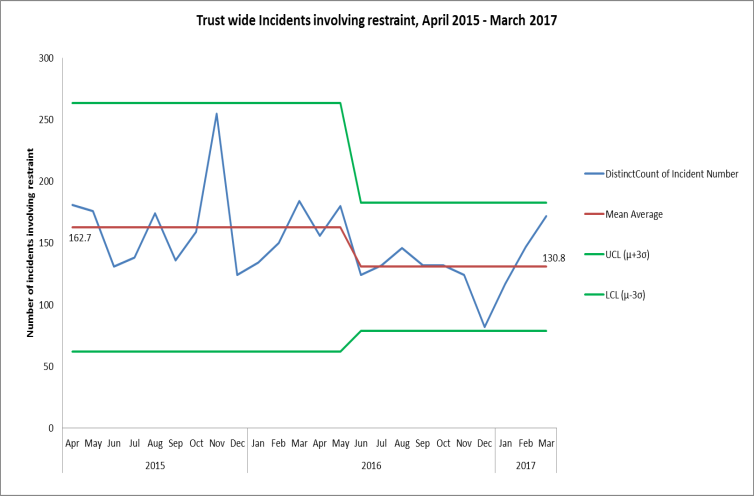 Trust wide Incidents involving restraint, April 2015 - March 2017
Number of incidents involving restraint
300
250
200
150
100
50
0
162.7
130.8
Apr May Jun Jul Aug Sep Oct Nov Dec Jan Feb Mar Apr May Jun Jul Aug Sep Oct Nov Dec Jan Feb Mar
2015 2016 2017
DistinctCount of Incident Number
Mean Average
UCL (µ+3σ)
LCL (µ-3σ)